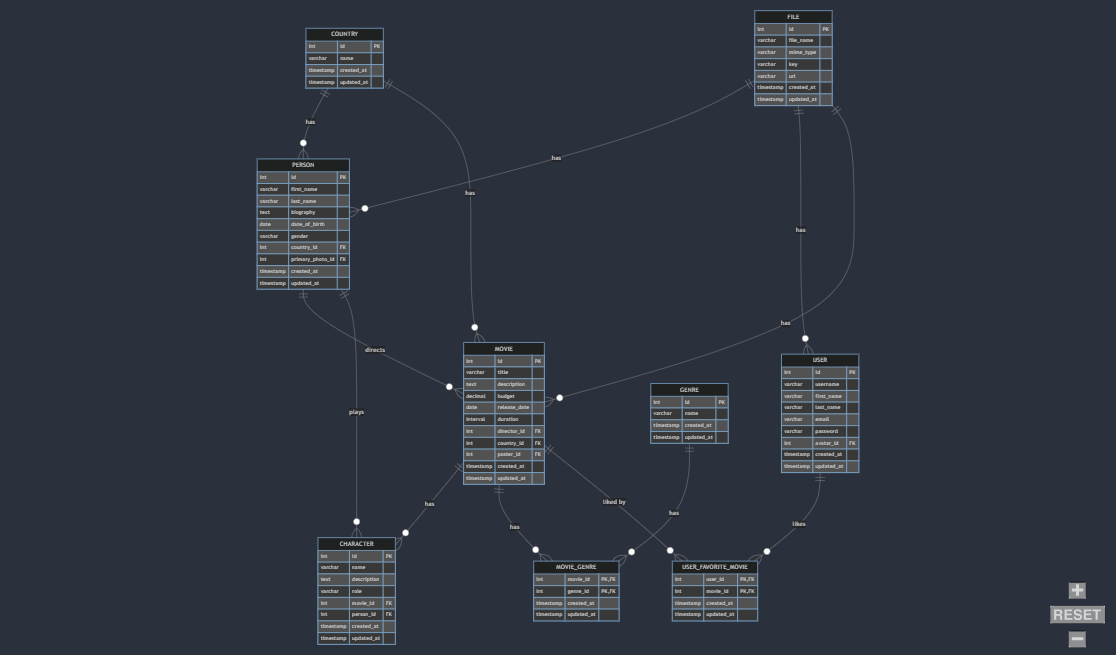 COUNTRY
int id PK
varchar name
timestamp created_at
timestamp updated_at
FILE
int id PK
varchar file_name
varchar mime_type
varchar key
varchar url
timestamp created_at
timestamp updated_at
has
has
has
has
has
PERSON
int id PK
varchar first_name
varchar last_name
text biography
date date_of_birth
varchar gender
int country_id FK
int primary_photo_id FK
timestamp created_at
timestamp updated_at
directs
plays
MOVIE
int id PK
varchar title
text description
decimal budget
date release_date
interval duration
int director_id FK
int country_id FK
int poster_id FK
timestamp created_at
timestamp updated_at
GENRE
int id PK
varchar name
timestamp created_at
timestamp updated_at
USER
int id PK
varchar username
varchar first_name
varchar last_name
varchar email
varchar password
int avatar_id FK
timestamp created_at
timestamp updated_at
has
has
has
liked by
likes
CHARACTER
int id PK
varchar name
text description
varchar role
int movie_id FK
int person_id FK
timestamp created_at
timestamp updated_at
MOVIE_GENRE
int movie_id PK,FK
int genre_id PK,FK
timestamp created_at
timestamp updated_at
USER_FAVORITE_MOVIE
int user_id PK,FK
int movie_id PK,FK
timestamp created_at
timestamp updated_at
+
RESET
−